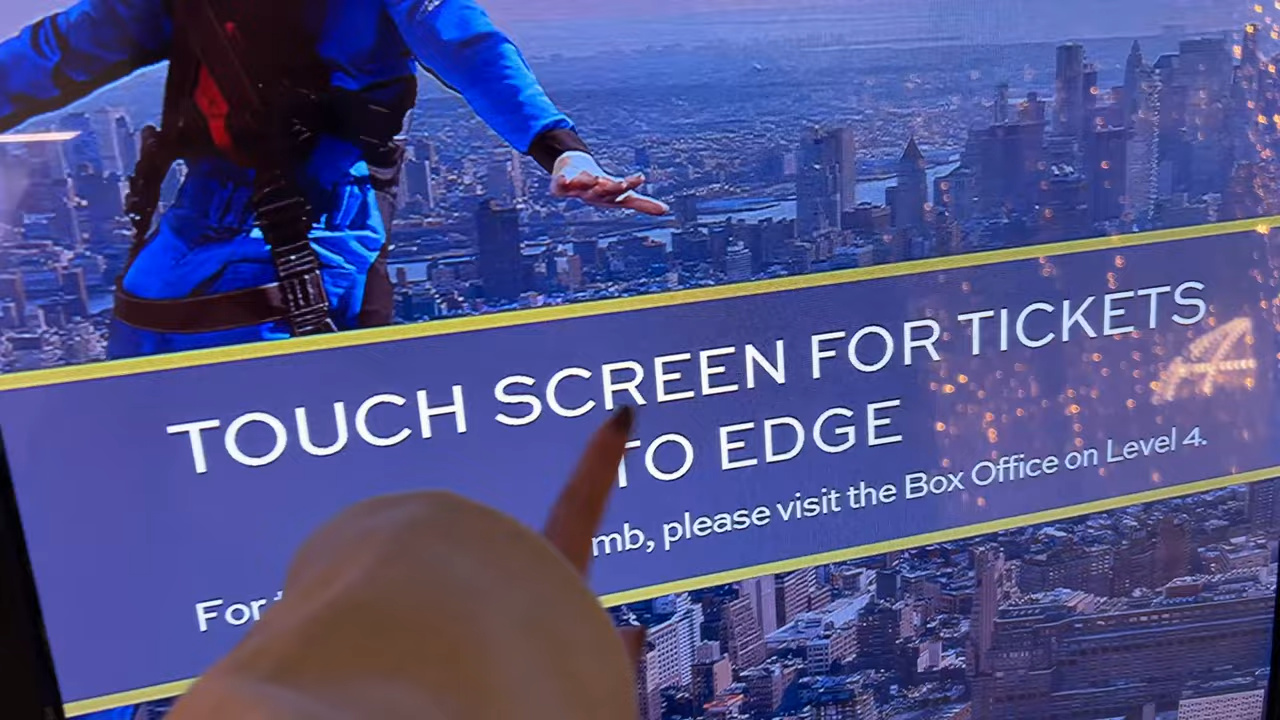 TOUCH SCREEN FOR TICKETS
TO EDGE
For mb, please visit the Box Office on Level 4.